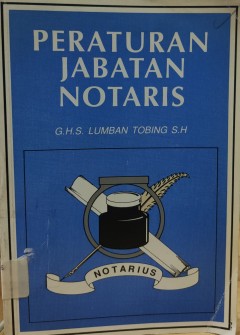 PERATURAN
JABATAN
NOTARIS
G.H.S. LUMBAN TOBING S.H
NOTARIUS